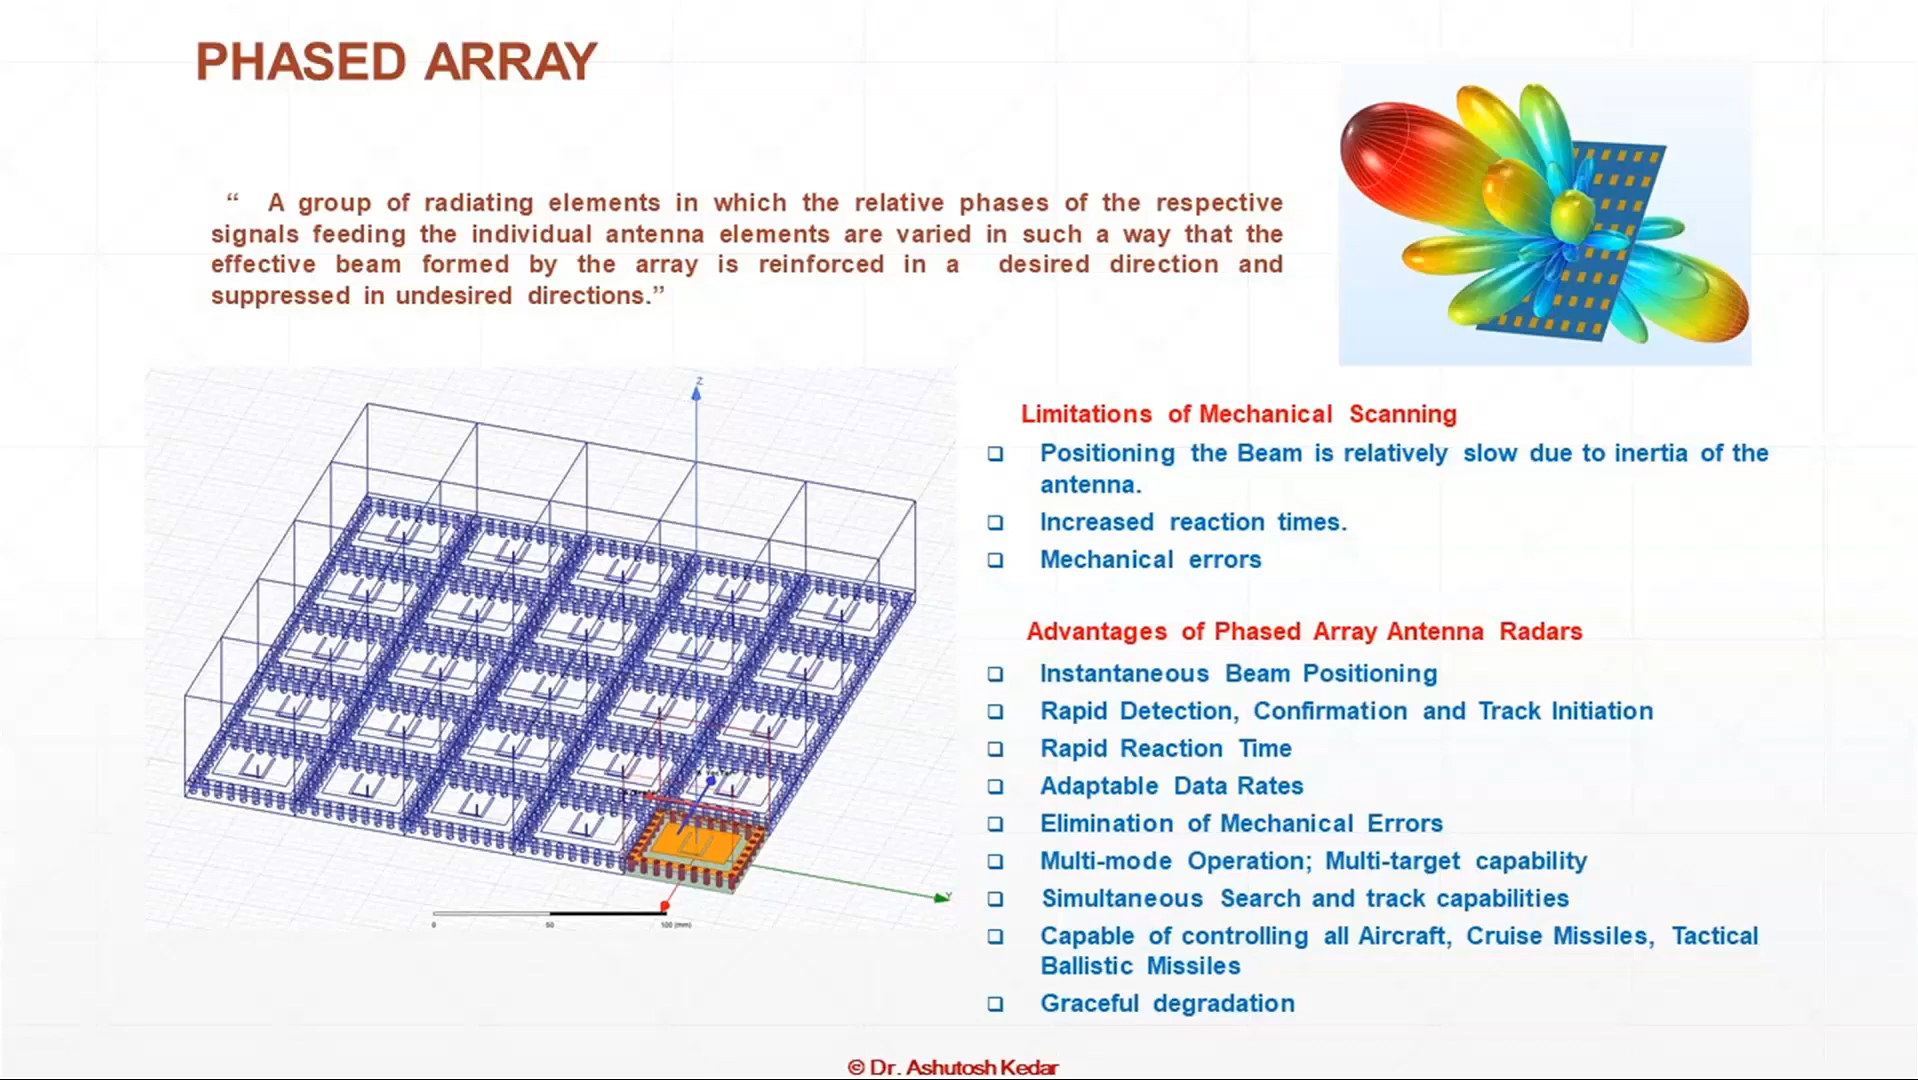 PHASED ARRAY
“ A group of radiating elements in which the relative phases of the respective
signals feeding the individual antenna elements are varied in such a way that the
effective beam formed by the array is reinforced in a desired direction and
suppressed in undesired directions.”
Z
Y
0 50 100 (mm)
Limitations of Mechanical Scanning
❑ Positioning the Beam is relatively slow due to inertia of the
antenna.
❑ Increased reaction times.
❑ Mechanical errors
Advantages of Phased Array Antenna Radars
❑ Instantaneous Beam Positioning
❑ Rapid Detection, Confirmation and Track Initiation
❑ Rapid Reaction Time
❑ Adaptable Data Rates
❑ Elimination of Mechanical Errors
❑ Multi-mode Operation; Multi-target capability
❑ Simultaneous Search and track capabilities
❑ Capable of controlling all Aircraft, Cruise Missiles, Tactical
Ballistic Missiles
❑ Graceful degradation
© Dr. Ashutosh Kedar